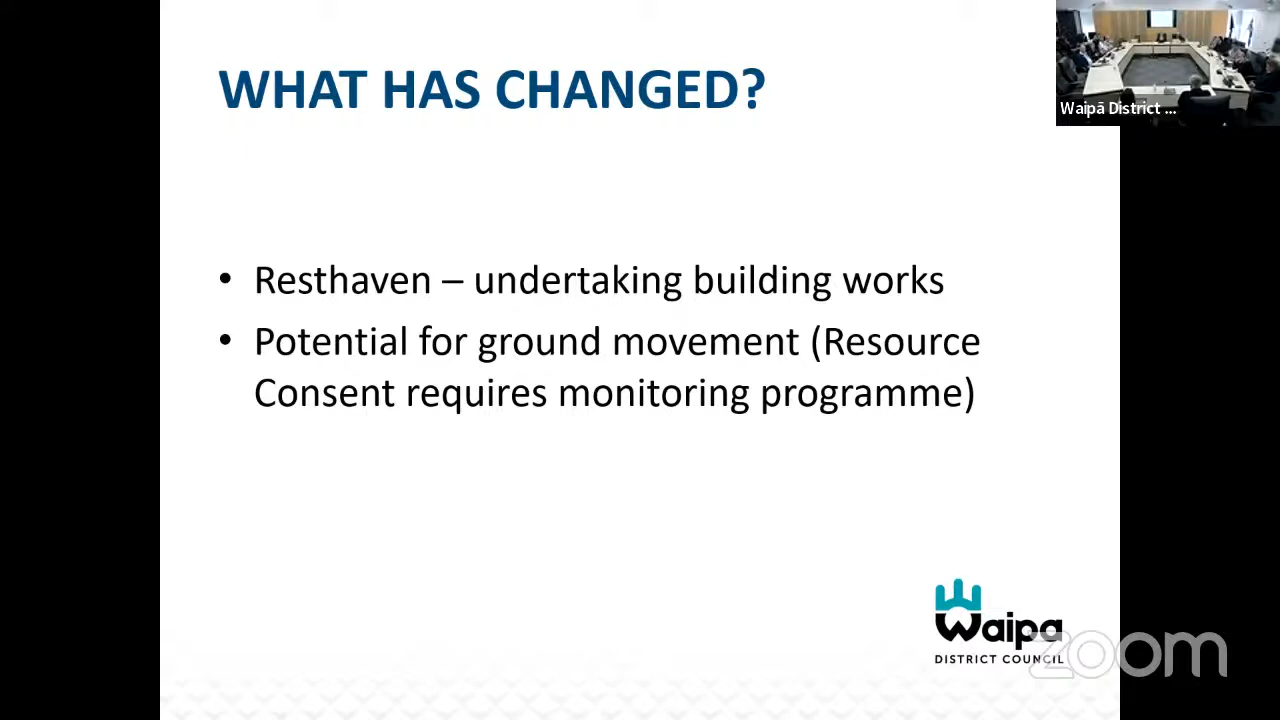 WHAT HAS CHANGED?
Waipā District ...
• Resthaven – undertaking building works
• Potential for ground movement (Resource
Consent requires monitoring programme)
Waipa
DISTRICT COUNCIL
zoom